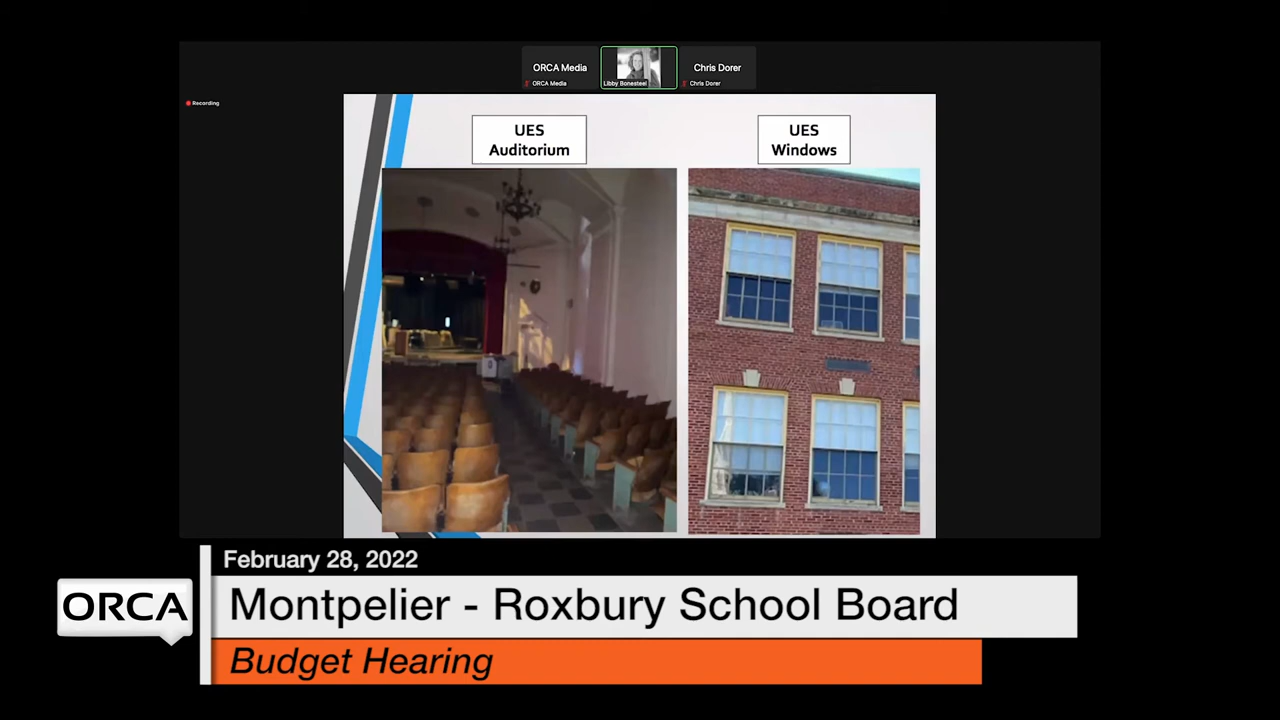 ORCA Media
Chris Dorer
ORCA Media
Libby Bonesteel
Chris Dorer
Recording
UES
Auditorium
UES
Windows
February 28, 2022
ORCA
Montpelier - Roxbury School Board
Budget Hearing